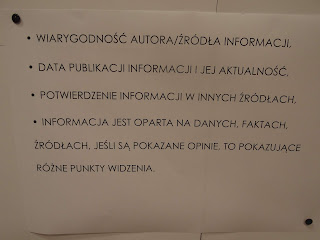 • WIARYGODNOŚĆ AUTORA/ŹRÓDŁA INFORMACJI,
• DATA PUBLIKACJI INFORMACJI I JEJ AKTUALNOŚĆ,
• POTWIERDZENIE INFORMACJI W INNYCH ŹRÓDŁACH,
• INFORMACJA JEST OPARTA NA DANYCH, FAKTACH,
ŹRÓDŁACH, JEŚLI SĄ POKAZANE OPINIE, TO POKAZUJĄCE
RÓŻNE PUNKTY WIDZENIA.